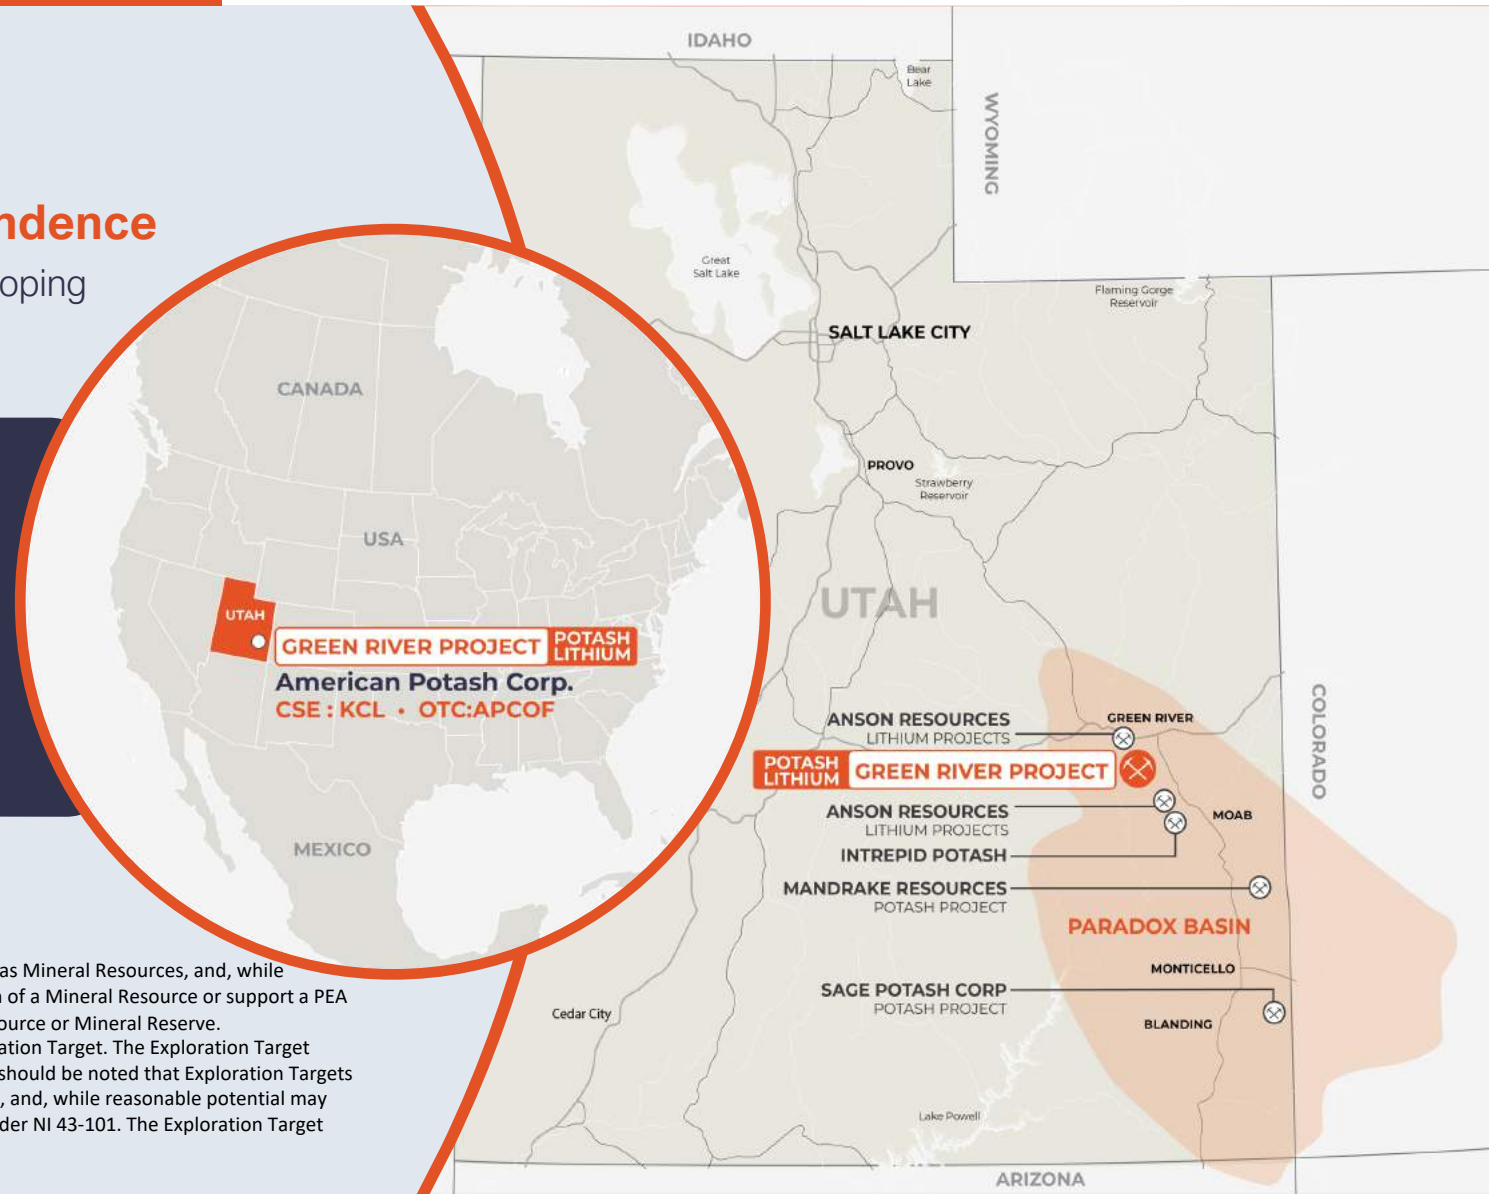 ndence
oping
as Mineral Resources, and, while
of a Mineral Resource or support a PEA
ource or Mineral Reserve.
ation Target. The Exploration Target
should be noted that Exploration Targets
, and, while reasonable potential may
der NI 43-101. The Exploration Target
CANADA
USA
UTAH
GREEN RIVER PROJECT
POTASH
LITHIUM
American Potash Corp.
CSE : KCL • OTC:APCOF
MEXICO
IDAHO
Bear
Lake
WYOMING
Great
Salt Lake
Flaming Gorge
Reservoir
SALT LAKE CITY
PROVO
Strawberry
Reservoir
UTAH
COLORADO
ANSON RESOURCES
LITHIUM PROJECTS
GREEN RIVER
POTASH
LITHIUM
GREEN RIVER PROJECT
ANSON RESOURCES
LITHIUM PROJECTS
MOAB
INTREPID POTASH
MANDRAKE RESOURCES
POTASH PROJECT
PARADOX BASIN
MONTICELLO
SAGE POTASH CORP
POTASH PROJECT
BLANDING
Cedar City
Lake Powell
ARIZONA